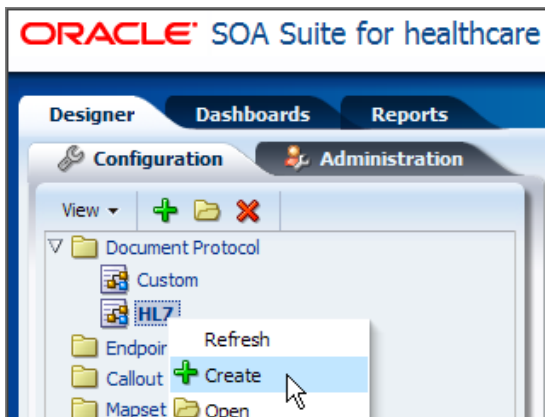 ORACLE SOA Suite for healthcare
Designer Dashboards Reports
Configuration Administration
View
Document Protocol
Custom
HL7
Refresh
Create
Callout
Mapset Open